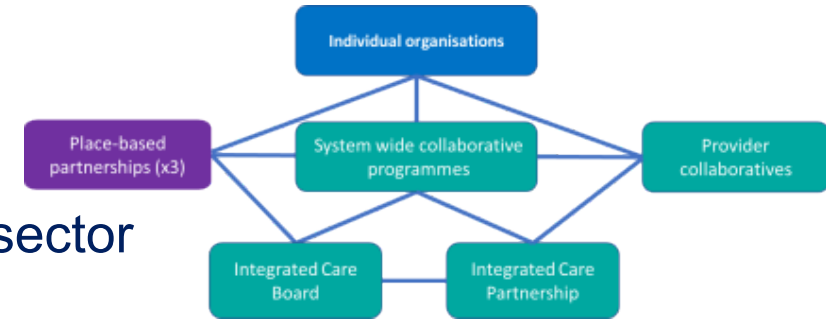 Individual organisations
Place-based
partnerships (x3)
System wide collaborative
programmes
Provider
collaboratives
sector
Integrated Care
Board
Integrated Care
Partnership